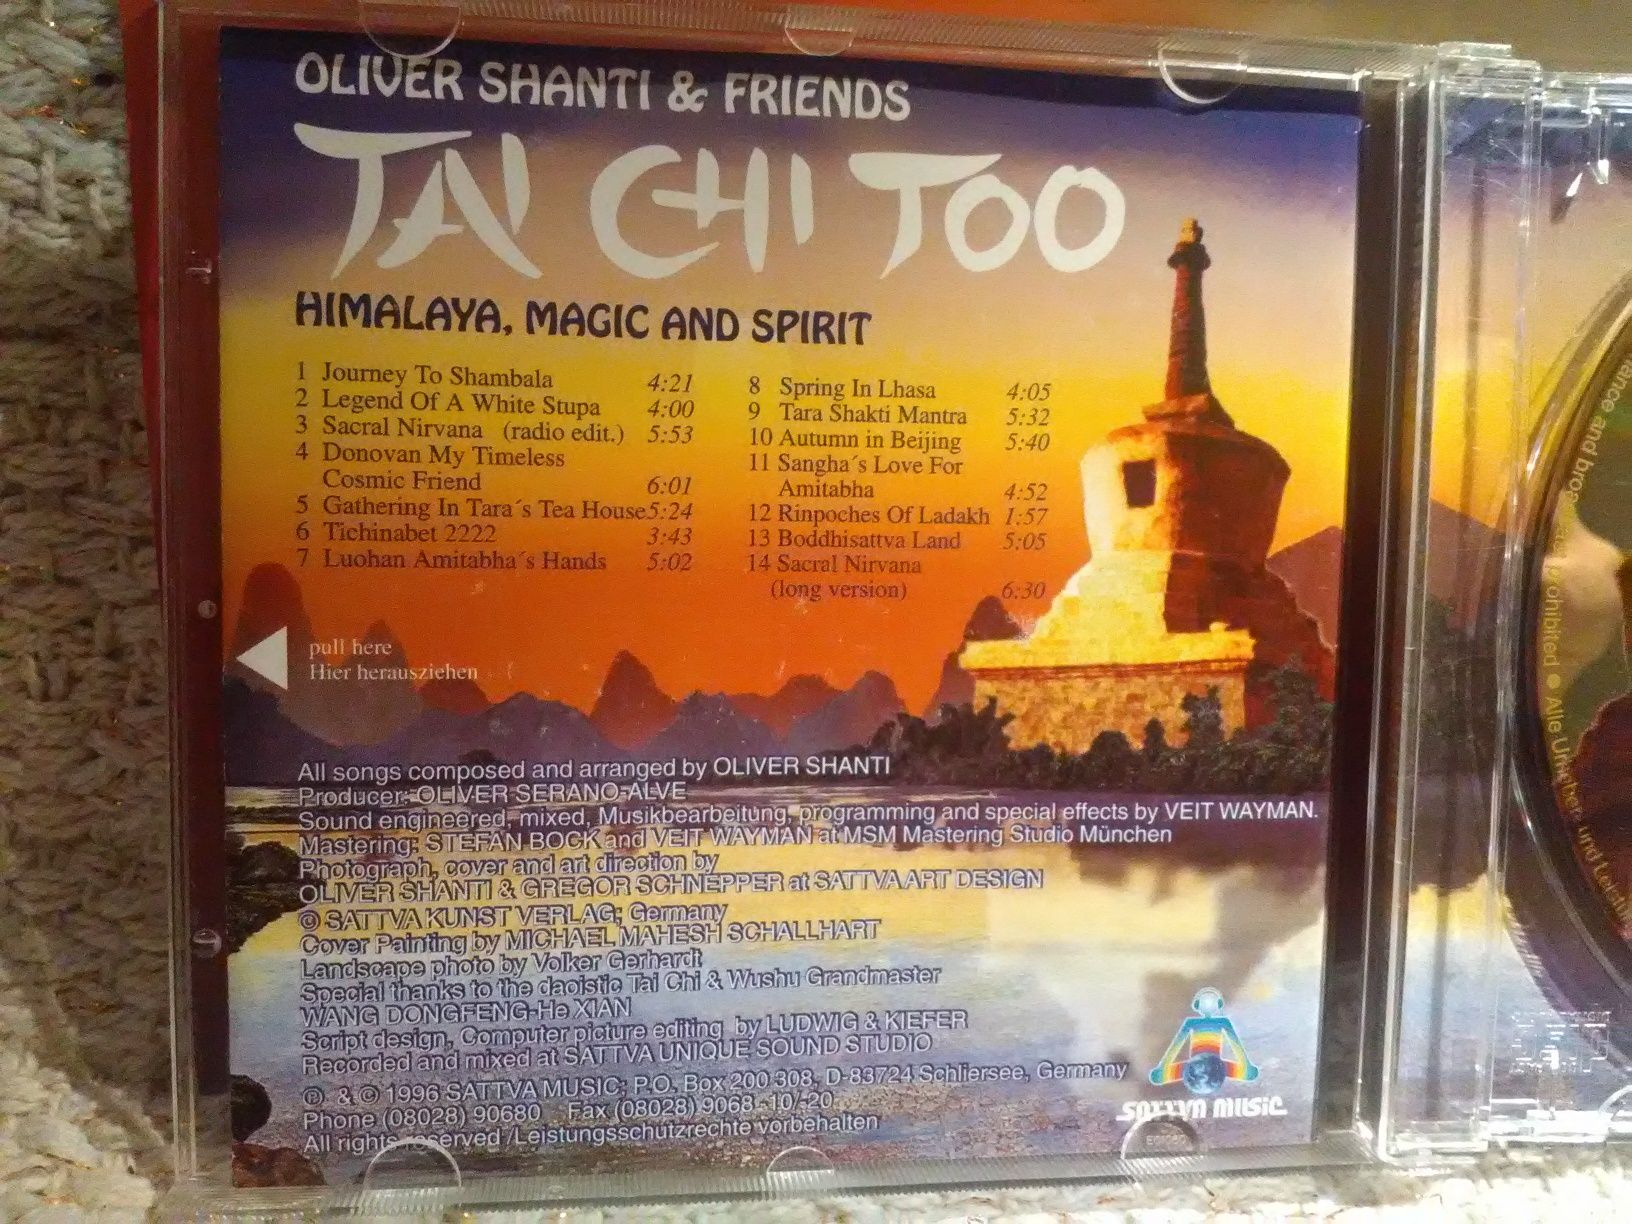 OLIVER SHANTI & FRIENDS
TAI CHI TOO
HIMALAYA, MAGIC AND SPIRIT
1 Journey To Shambala 4:21
2 Legend Of A White Stupa 4:00
3 Sacral Nirvana (radio edit.) 5:53
4 Donovan My Timeless
Cosmic Friend 6:01
5 Gathering In Tara´s Tea House 5:24
6 Tichinabet 2222 3:43
7 Luohan Amitabha´s Hands 5:02
8 Spring In Lhasa 4:05
9 Tara Shakti Mantra 5:32
10 Autumn in Beijing 5:40
11 Sangha´s Love For
Amitabha 4:52
12 Rinpoches Of Ladakh 1:57
13 Boddhisattva Land 5:05
14 Sacral Nirvana
(long version) 6:30
pull here
Hier herausziehen
All songs composed and arranged by OLIVER SHANTI
Producer: OLIVER SERANO-ALVE
Sound engineered, mixed, Musikbearbeitung, programming and special effects by VEIT WAYMAN.
Mastering: STEFAN BOCK and VEIT WAYMAN at MSM Mastering Studio München
Photograph, cover and art direction by
OLIVER SHANTI & GREGOR SCHNEPPER at SATTVA ART DESIGN
© SATTVA KUNST VERLAG; Germany
Cover Painting by MICHAEL MAHESH SCHALLHART
Landscape photo by Volker Gerhardt
Special thanks to the daoistic Tai Chi & Wushu Grandmaster
WANG DONGFENG-He XIAN
Script design, Computer picture editing by LUDWIG & KIEFER
Recorded and mixed at SATTVA UNIQUE SOUND STUDIO
℗ & © 1996 SATTVA MUSIC; P.O. Box 200 308, D-83724 Schliersee, Germany
Phone (08028) 90680 Fax (08028) 9068-10/-20
All rights reserved /Leistungsschutzrechte vorbehalten
SATTVA MUSIC
prohibited ● Alle Urheber und